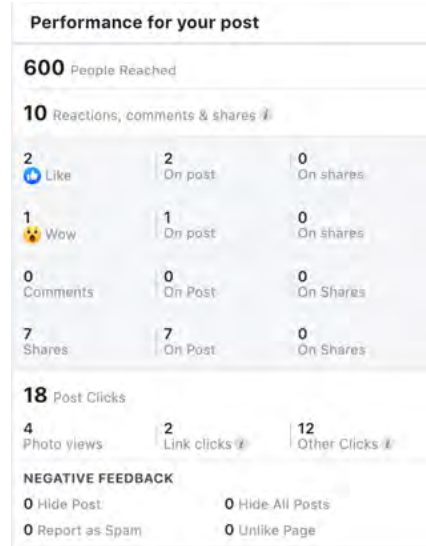 Performance for your post
600 People Reached
10 Reactions, comments & shares i
2 2 0
Like On post On shares
1 1 0
Wow On post On shares
0 0 0
Comments On Post On Shares
7 7 0
Shares On Post On Shares
18 Post Clicks
4 2 12
Photo views Link clicks i Other Clicks i
NEGATIVE FEEDBACK
0 Hide Post 0 Hide All Posts
0 Report as Spam 0 Unlike Page